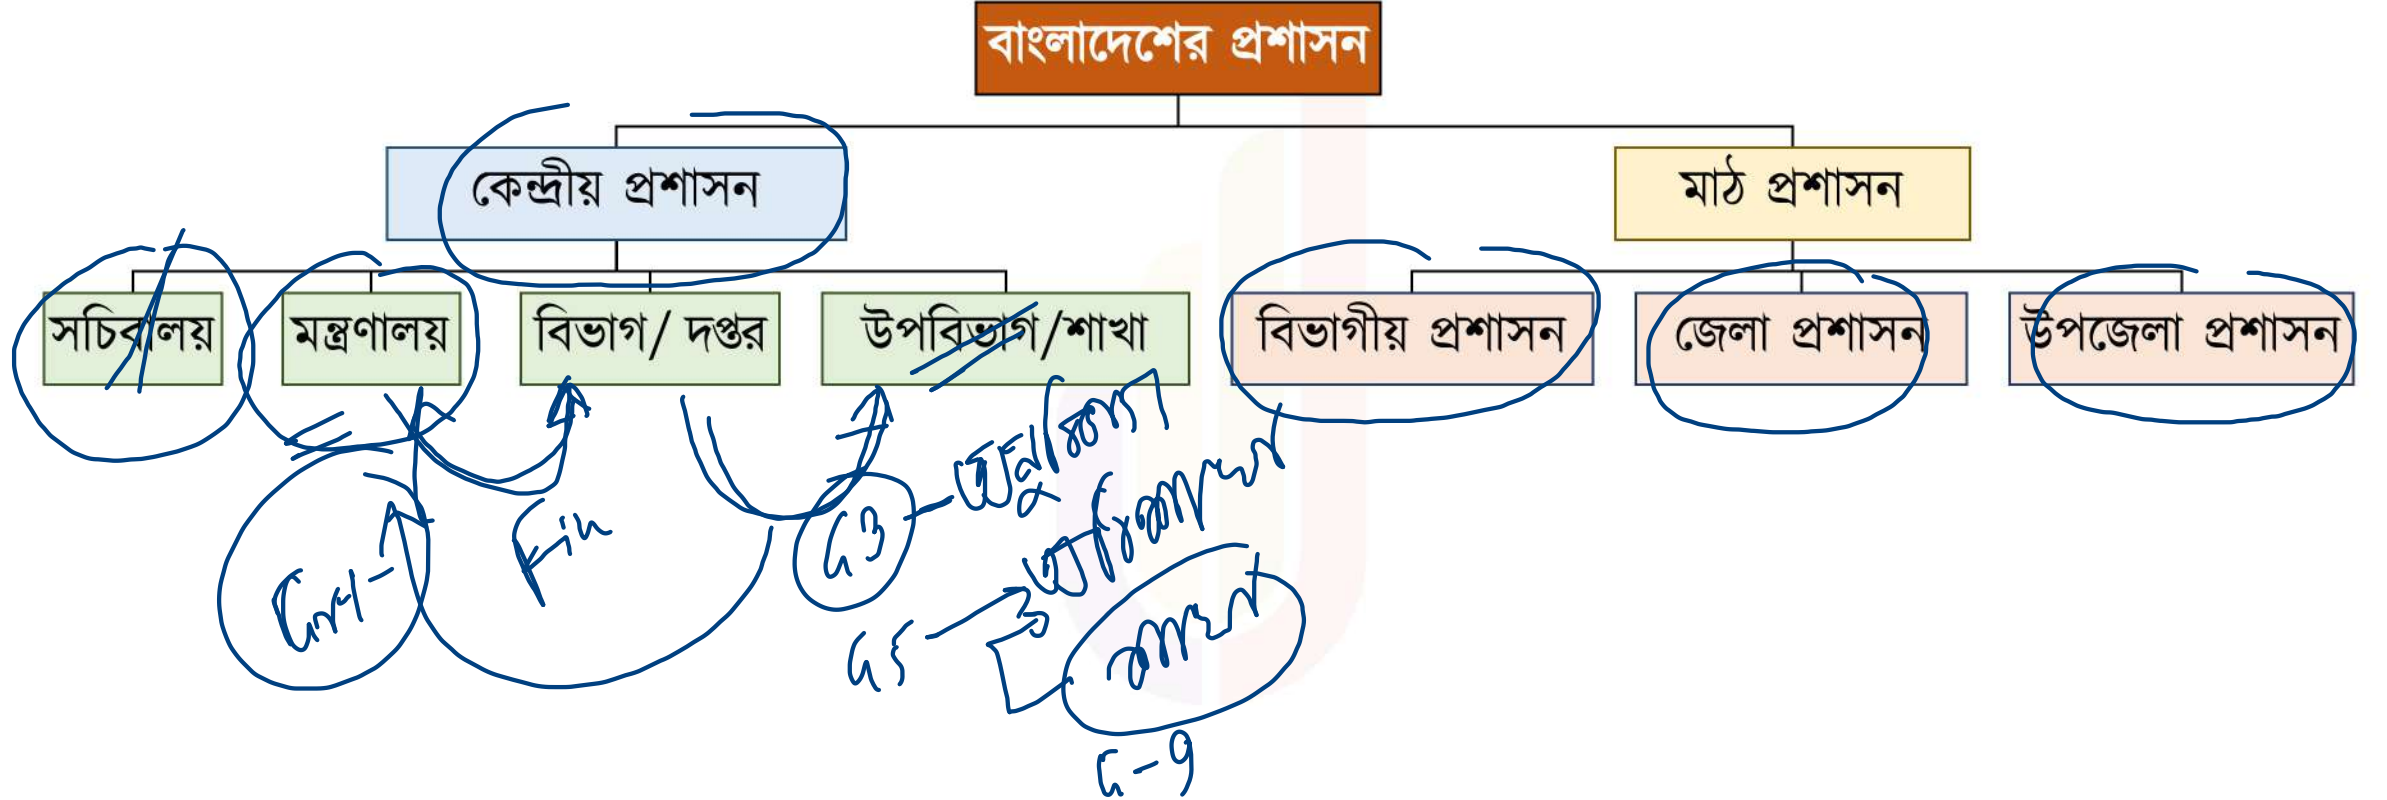 বাংলাদেশের প্রশাসন
কেন্দ্রীয় প্রশাসন
মাঠ প্রশাসন
সচিবালয়
মন্ত্রণালয়
বিভাগ/ দপ্তর
উপবিভাগ/শাখা
বিভাগীয় প্রশাসন
জেলা প্রশাসন
উপজেলা প্রশাসন
Fin
G3
G5
G-9